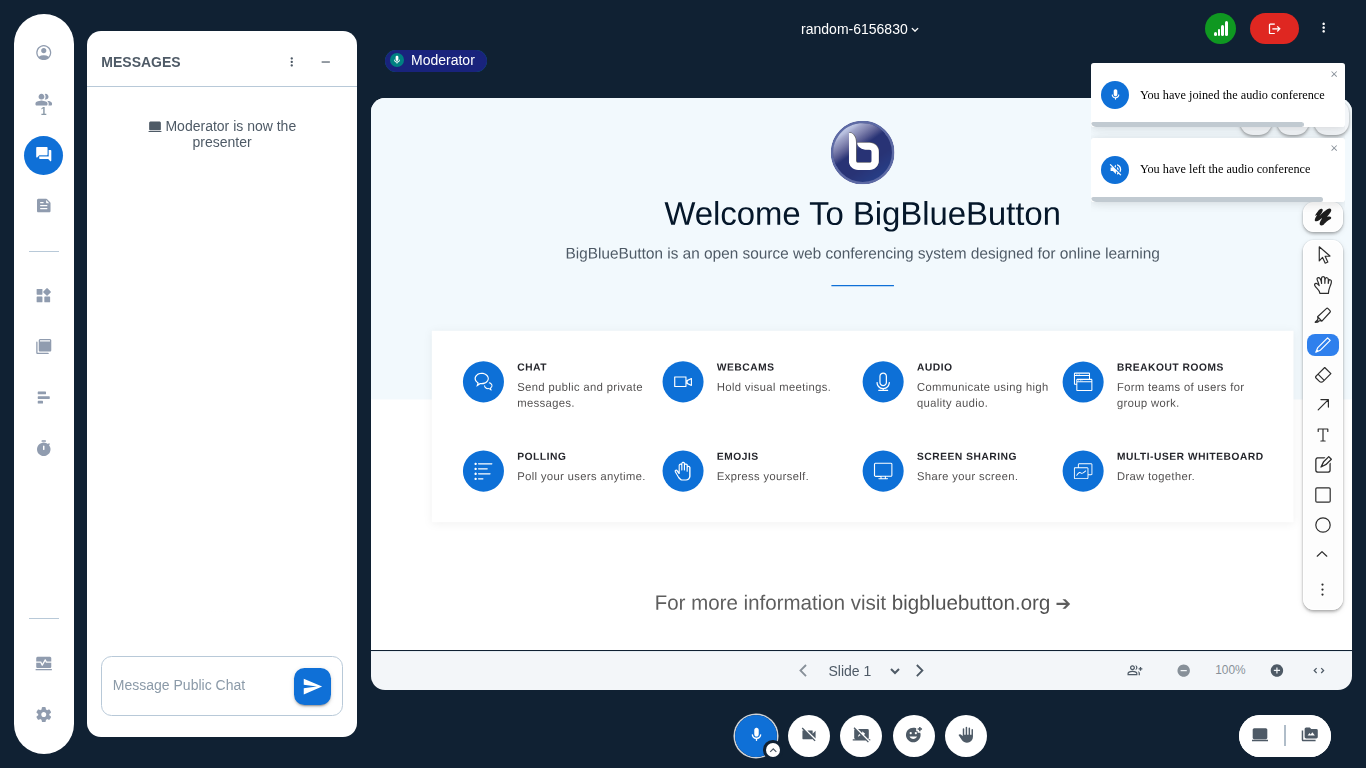 random-6156830
MESSAGES
Moderator
1
Moderator is now the
presenter
You have joined the audio conference
You have left the audio conference
Welcome To BigBlueButton
BigBlueButton is an open source web conferencing system designed for online learning
CHAT
Send public and private
messages.
WEBCAMS
Hold visual meetings.
AUDIO
Communicate using high
quality audio.
BREAKOUT ROOMS
Form teams of users for
group work.
POLLING
Poll your users anytime.
EMOJIS
Express yourself.
SCREEN SHARING
Share your screen.
MULTI-USER WHITEBOARD
Draw together.
For more information visit bigbluebutton.org →
Message Public Chat
Slide 1
100%